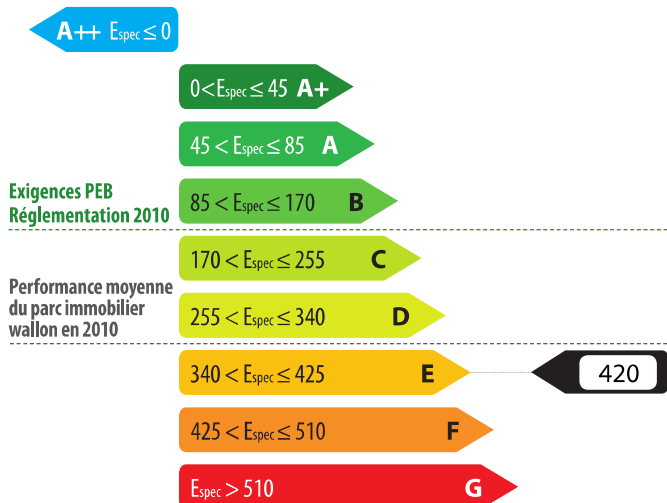 A++ Espec ≤ 0
0 < Espec ≤ 45 A+
45 < Espec ≤ 85 A
Exigences PEB
Réglementation 2010
85 < Espec ≤ 170 B
170 < Espec ≤ 255 C
Performance moyenne
du parc immobilier
wallon en 2010
255 < Espec ≤ 340 D
340 < Espec ≤ 425 E 420
425 < Espec ≤ 510 F
Espec > 510 G